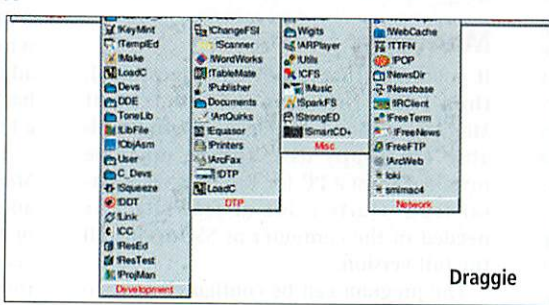 !KeyMint
!TemplEd
!Make
LoadC
Devs
DDE
ToneLib
!LibFile
!ObjAsm
User
C_Devs
!Squeeze
!DDT
!Link
!CC
!ResEd
!ResTest
!ProjMan
Development
!ChangeFSI
!Scanner
!WordWorks
!TableMate
!Publisher
Documents
!ArtQuirks
!Equasor
!Printers
!ArcFax
!DTP
LoadC
DTP
Wigits
!ARPlayer
!Utils
!CFS
!Music
!SparkFS
!StrongED
!SmartCD+
Misc
!WebCache
!TTFN
!POP
!NewsDir
!Newsbase
!IRClient
!FreeTerm
!FreeNews
FreeFTP
!ArcWeb
loki
smimac4
Network
Draggie